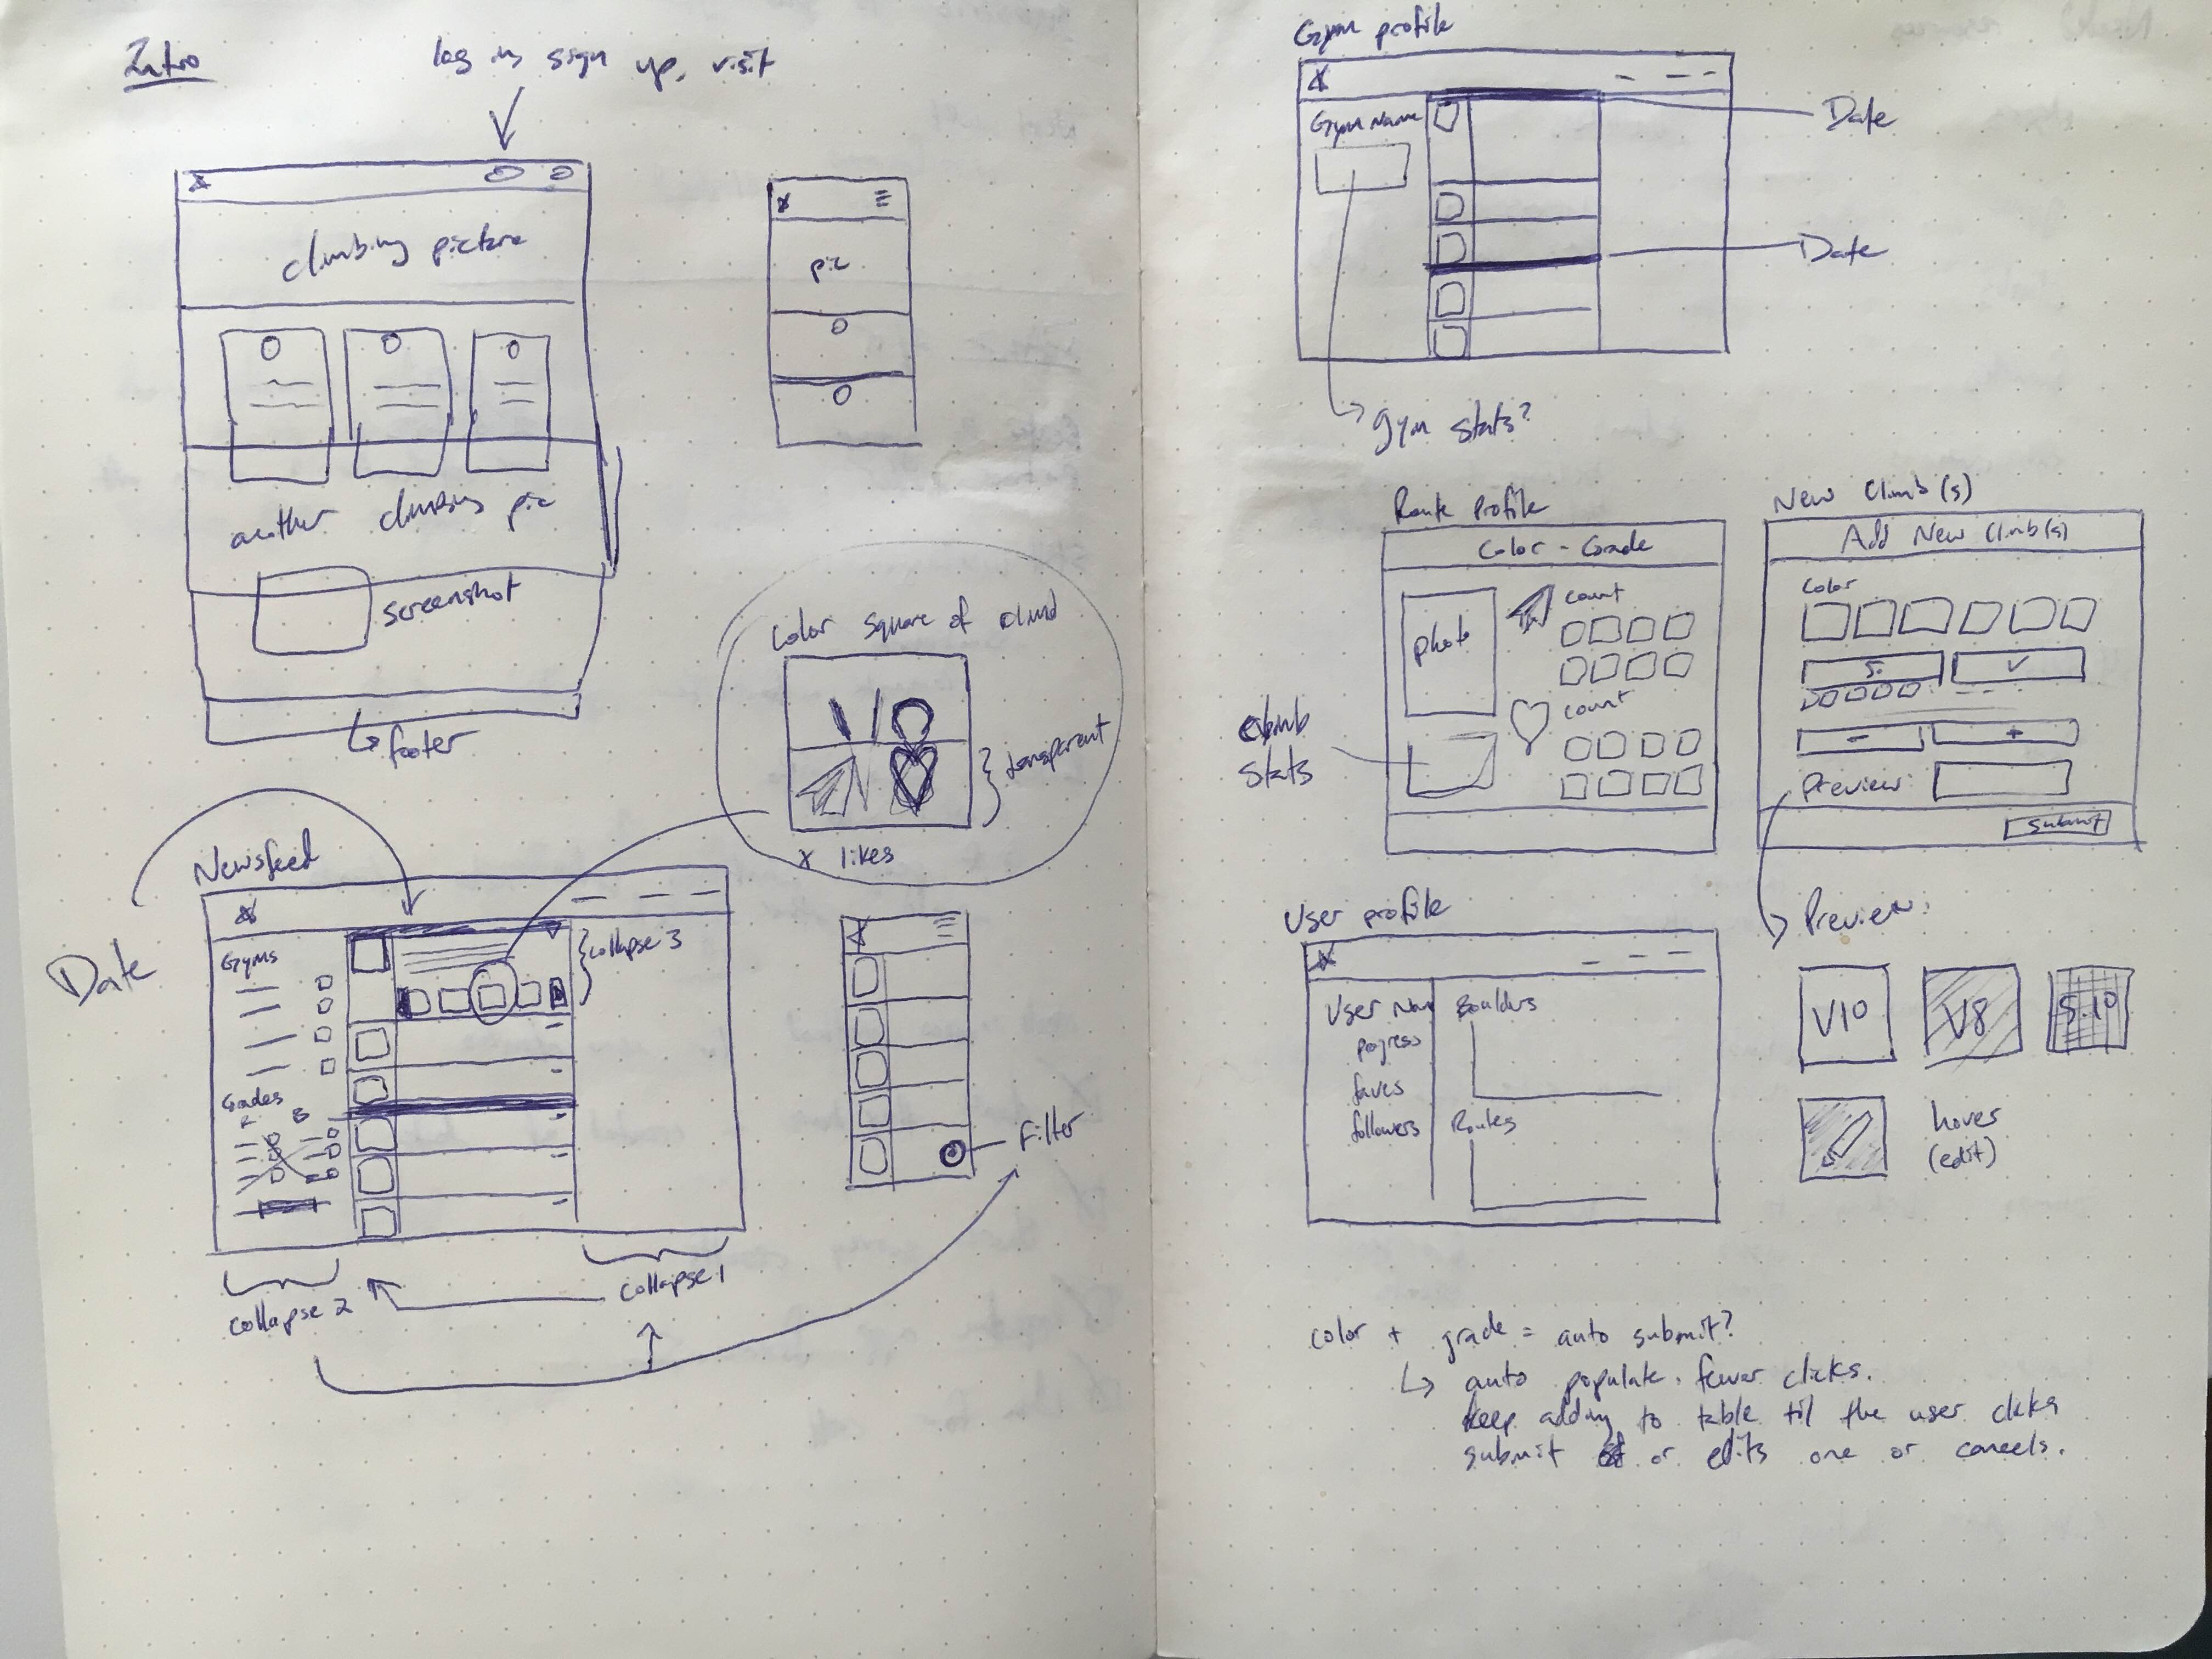 Intro
log in, sign up, visit
climbing picture
another climbing pic
screenshot
footer
pic
color square of climb
V10
transparent
x likes
Newsfeed
Date
Gyms
Grades
R B
collapse 3
collapse 2
collapse 1
Filter
Gym profile
Gym Name
Date
Date
gym stats?
Route Profile
Color - Grade
photo
count
count
climb
stats
New Climb(s)
Add New Climb(s)
Color
5. V
- +
Preview:
submit
User profile
User Name
progress
faves
followers
Boulders
Routes
Preview:
V10 V8 5.10
hover
(edit)
color + grade = auto submit?
auto populate. fewer clicks.
keep adding to table til the user clicks
submit or edits one or cancels.